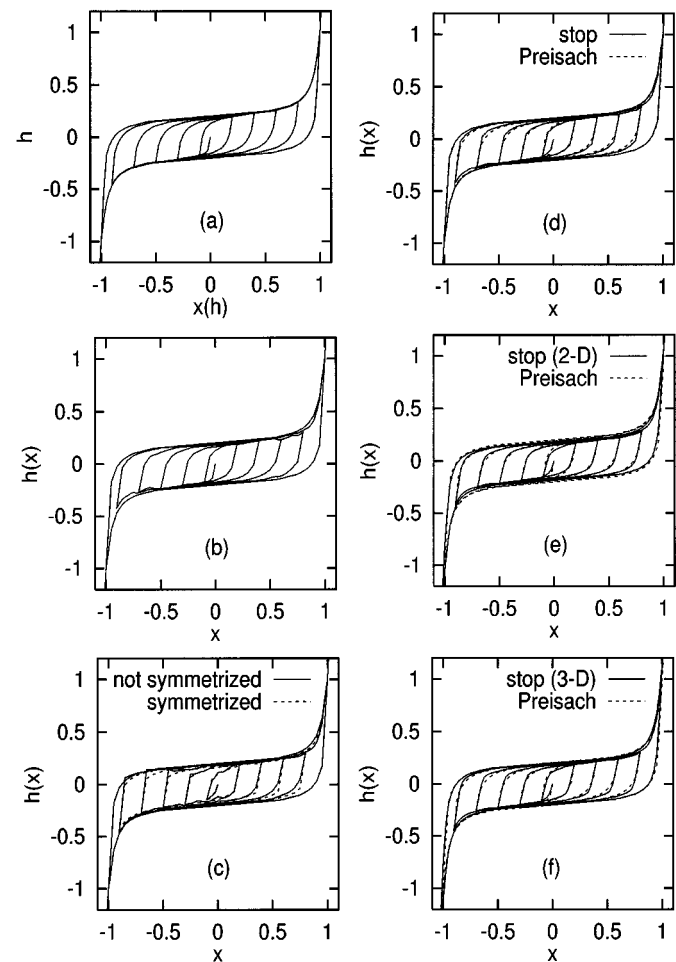 1
0.5
h
0
-0.5
(a)
-1
-1 -0.5 0 0.5 1
x(h)
1
stop
Preisach
0.5
h(x)
0
-0.5
(d)
-1
-1 -0.5 0 0.5 1
x
1
0.5
h(x)
0
-0.5
(b)
-1
-1 -0.5 0 0.5 1
x
1
stop (2-D)
Preisach
0.5
h(x)
0
-0.5
(e)
-1
-1 -0.5 0 0.5 1
x
1
not symmetrized
symmetrized
0.5
h(x)
0
-0.5
(c)
-1
-1 -0.5 0 0.5 1
x
1
stop (3-D)
Preisach
0.5
h(x)
0
-0.5
(f)
-1
-1 -0.5 0 0.5 1
x